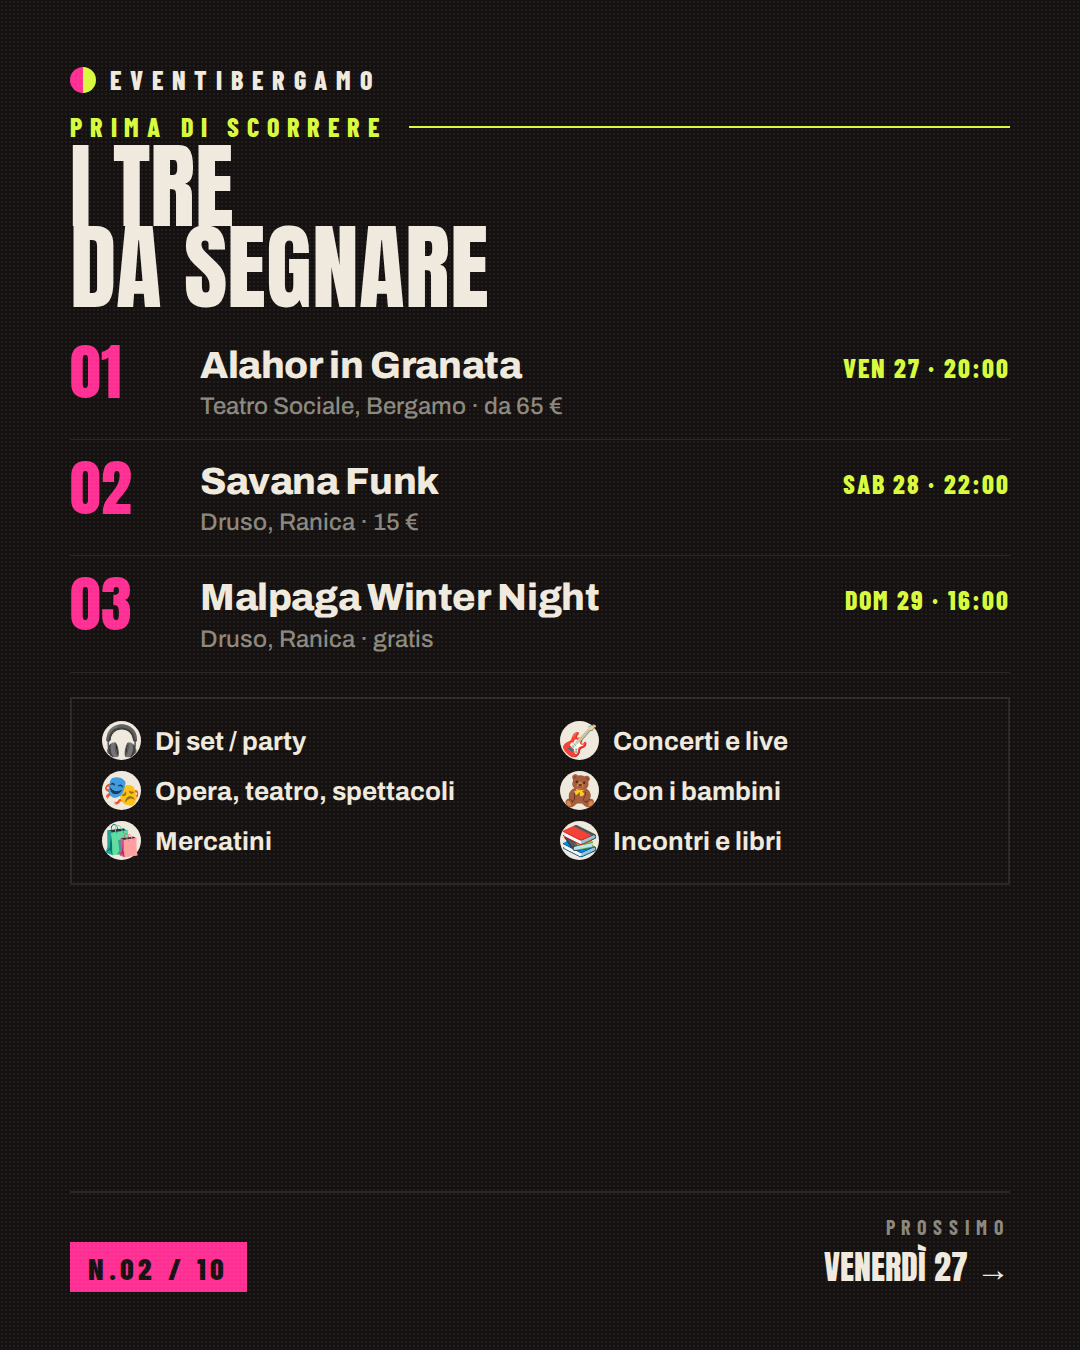 EVENTIBERGAMO
PRIMA DI SCORRERE
I TRE
DA SEGNARE
01
Alahor in Granata
VEN 27 · 20:00
Teatro Sociale, Bergamo · da 65 €
02
Savana Funk
SAB 28 · 22:00
Druso, Ranica · 15 €
03
Malpaga Winter Night
DOM 29 · 16:00
Druso, Ranica · gratis
Dj set / party
Concerti e live
Opera, teatro, spettacoli
Con i bambini
Mercatini
Incontri e libri
PROSSIMO
N.02 / 10
VENERDÌ 27 →